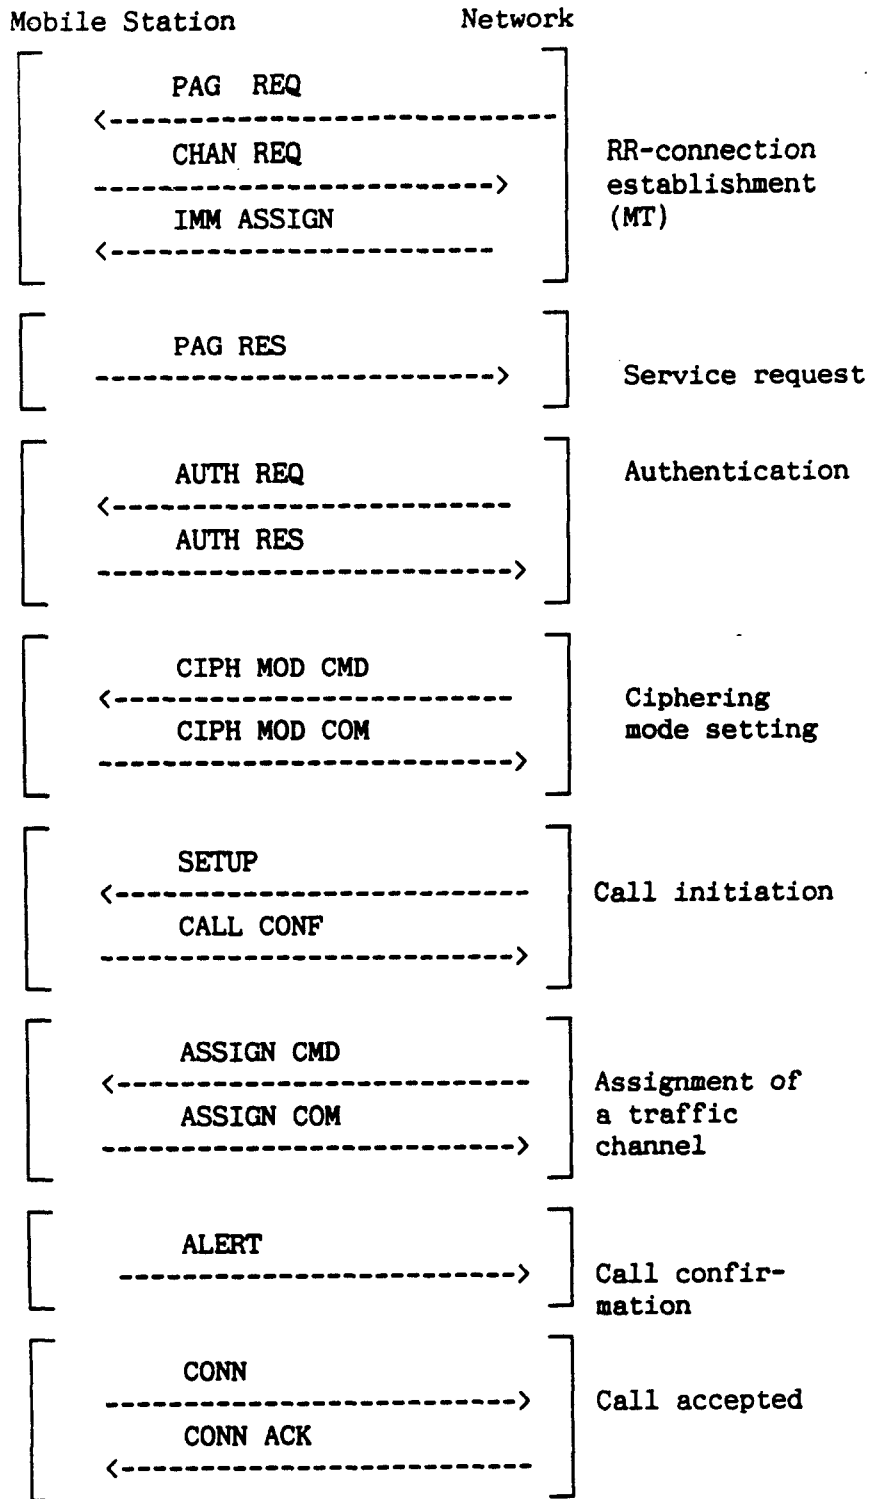 Mobile Station Network
PAG REQ
<--------------------------
CHAN REQ
------------------------>
IMM ASSIGN
<-----------------------
RR-connection
establishment
(MT)
PAG RES
------------------------>
Service request
AUTH REQ
<------------------------
AUTH RES
------------------------->
Authentication
CIPH MOD CMD
<------------------------
CIPH MOD COM
------------------------->
Ciphering
mode setting
SETUP
<-------------------------
CALL CONF
------------------------->
Call initiation
ASSIGN CMD
<-------------------------
ASSIGN COM
------------------------->
Assignment of
a traffic
channel
ALERT
------------------------>
Call confir-
mation
CONN
------------------------->
CONN ACK
<-------------------------
Call accepted